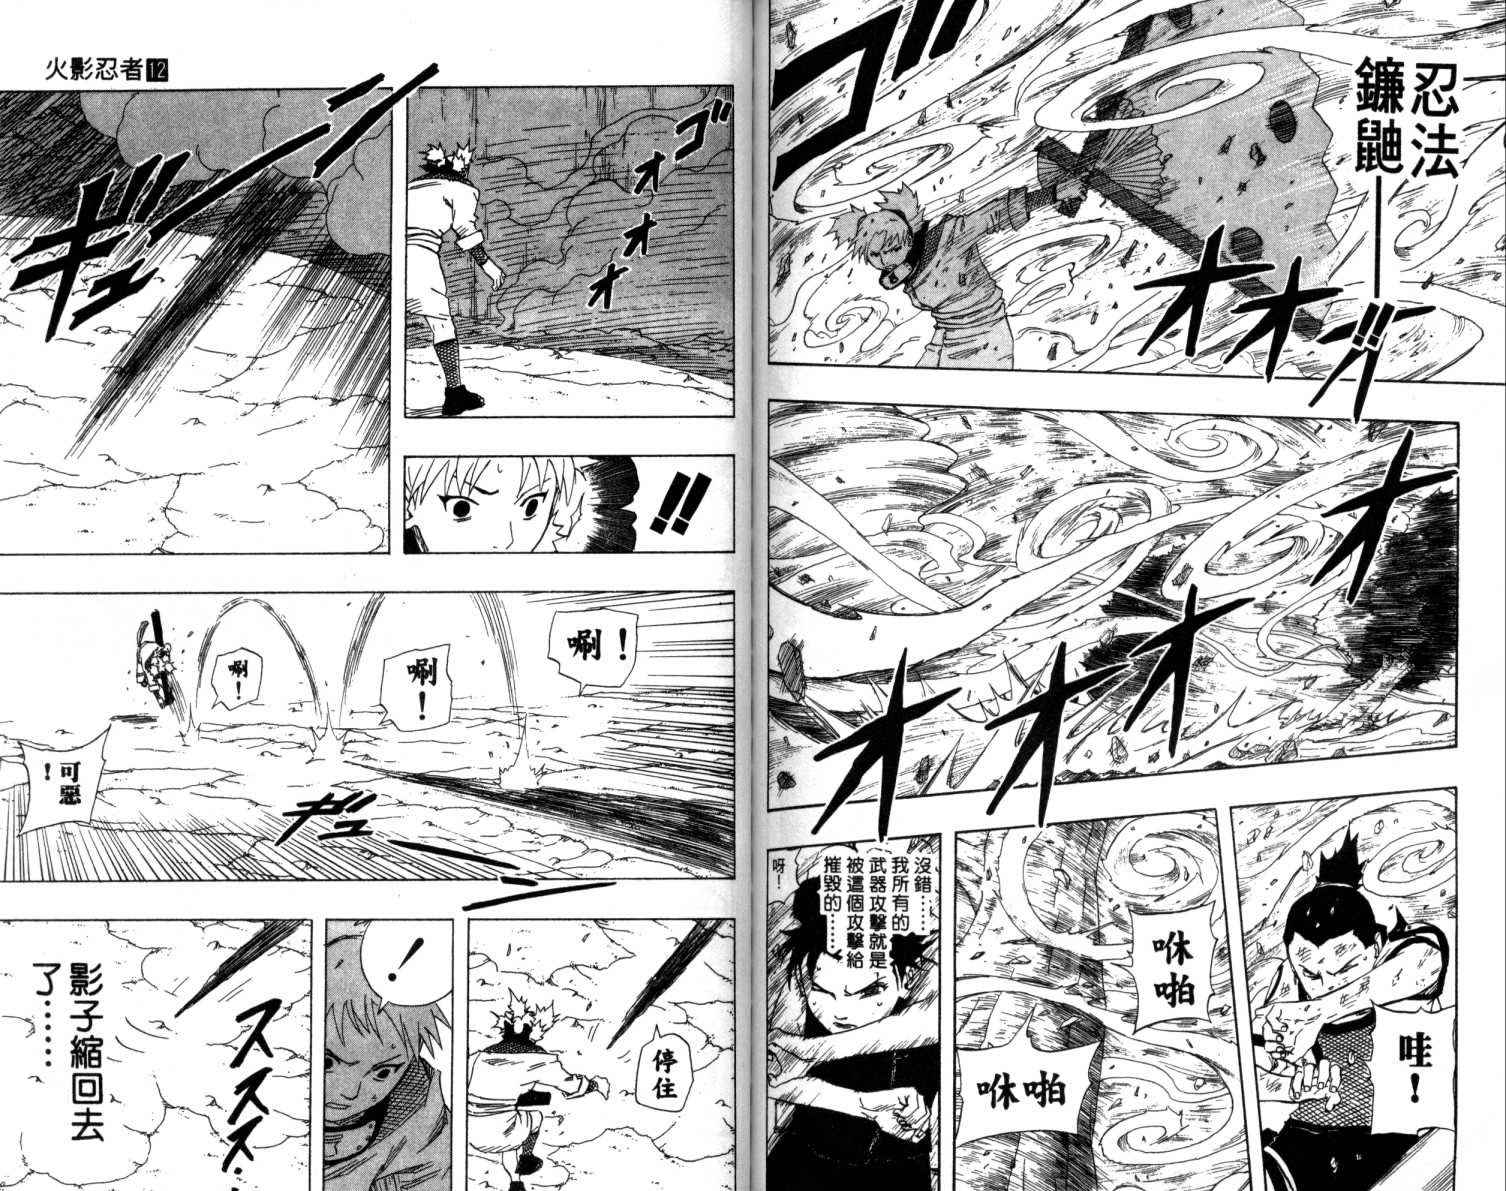 忍法
鐮鼬——!!
ゴオオオ
オオオ
哇！
咻啪
咻啪
沒錯……
我所有的
武器攻擊就是
被這個攻擊給
摧毀的……
呀！
火影忍者12
ゴオオオ
ギュン
!!
唰！
唰！
唰！
可惡！
ギュー
停住
！
ススス…
影子縮回去
了……